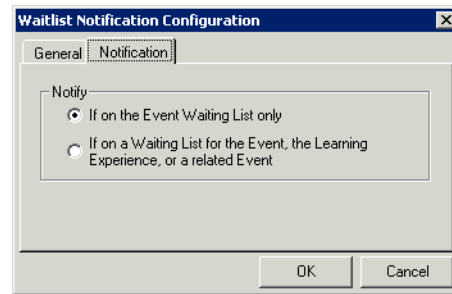 Waitlist Notification Configuration
General
Notification
Notify
If on the Event Waiting List only
If on a Waiting List for the Event, the Learning
Experience, or a related Event
OK
Cancel